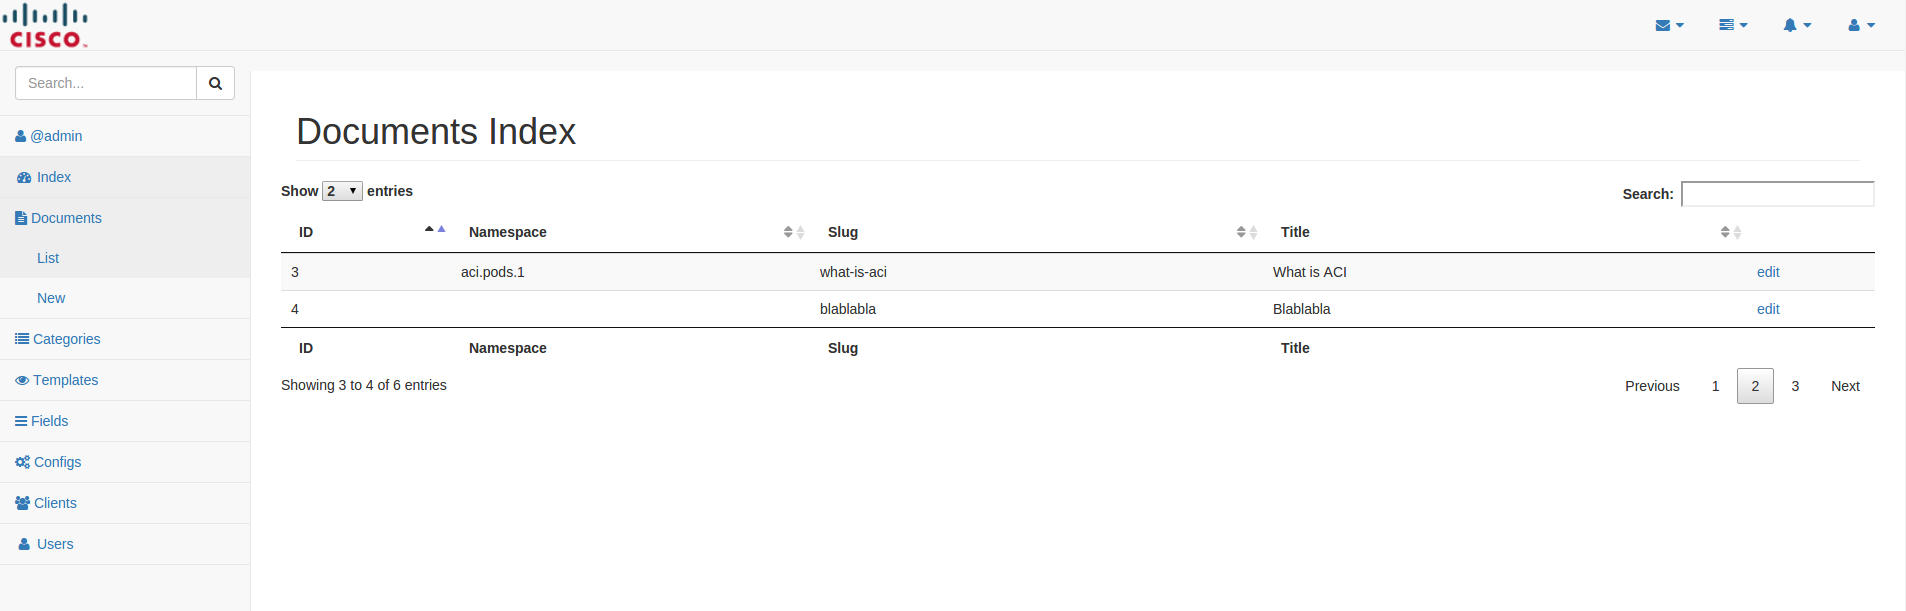 CISCO
Search...
@admin
Index
Documents
List
New
Categories
Templates
Fields
Configs
Clients
Users
Documents Index
Show 2 entries
Search:
ID Namespace Slug Title
3 aci.pods.1 what-is-aci What is ACI edit
4 blablabla Blablabla edit
ID Namespace Slug Title
Showing 3 to 4 of 6 entries
Previous 1 2 3 Next